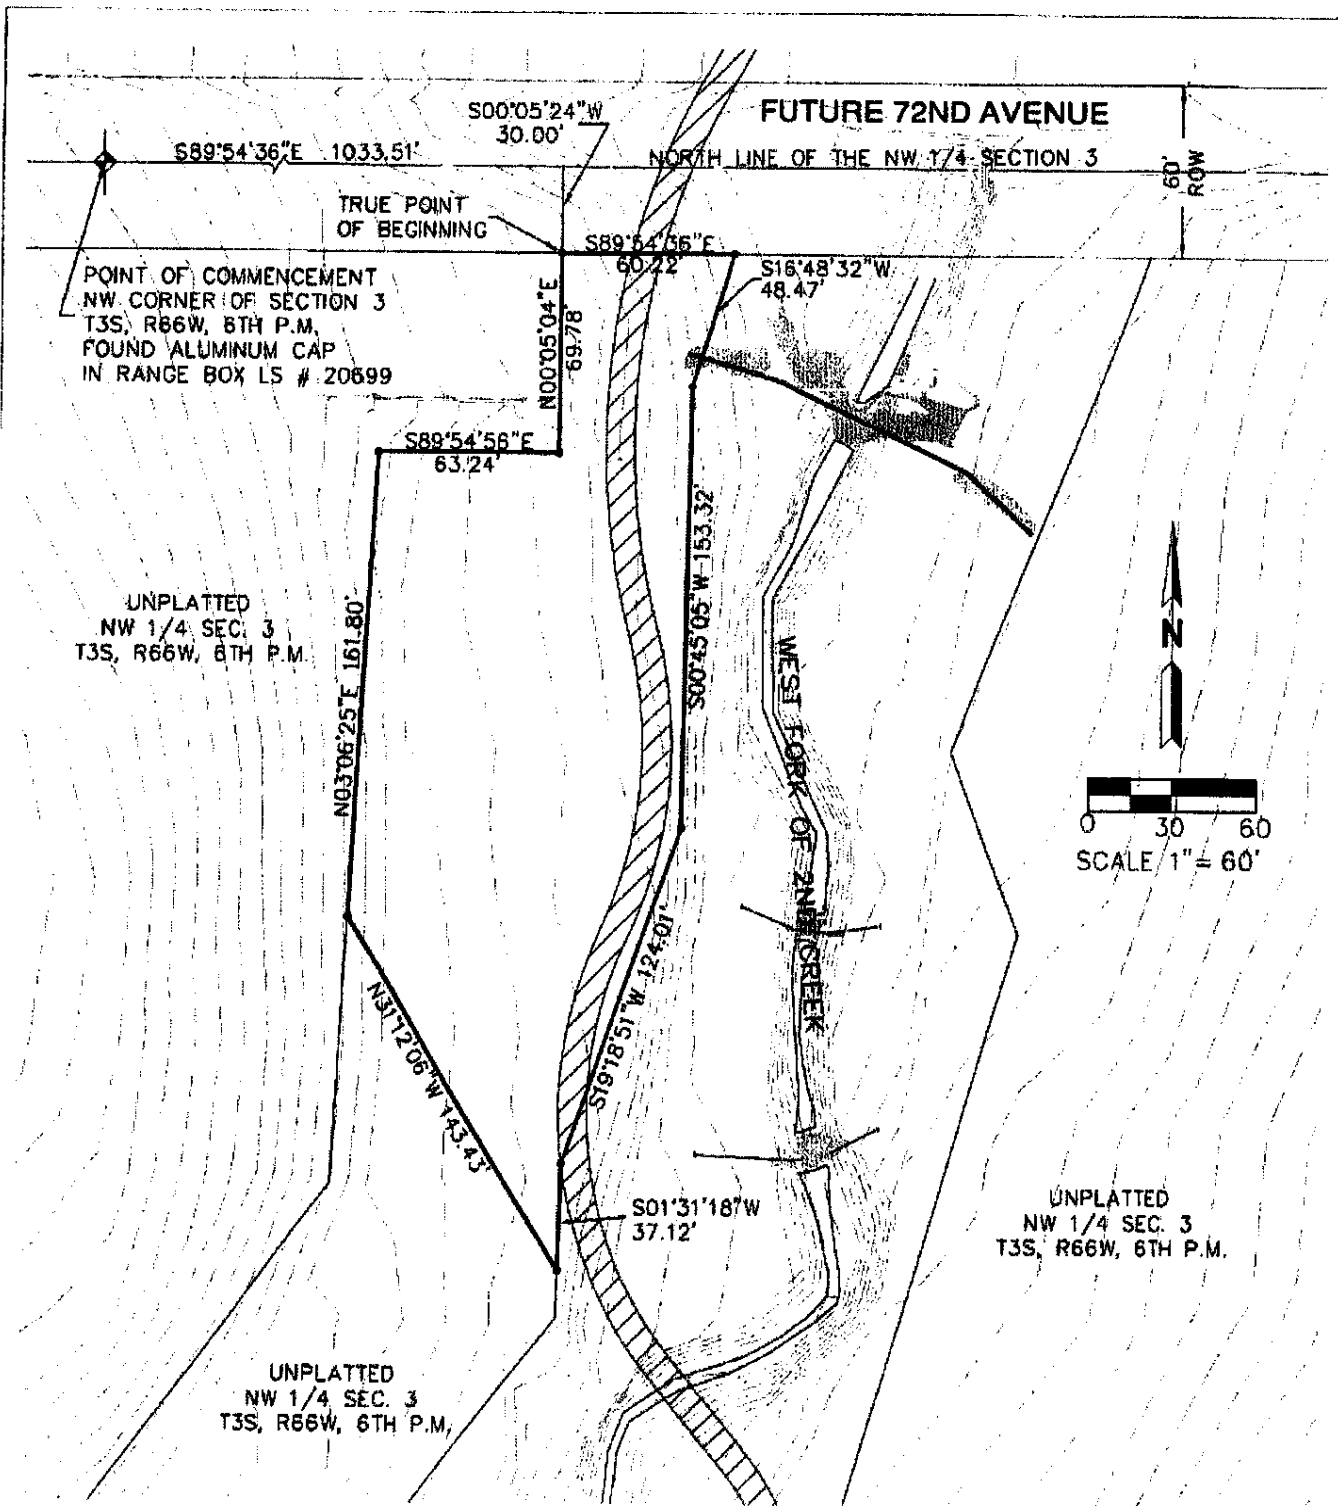 S00°05'24"W
30.00'
FUTURE 72ND AVENUE
S89°54'36"E 1033.51'
NORTH LINE OF THE NW 1/4 SECTION 3
60'
ROW
TRUE POINT
OF BEGINNING
S89°54'36"E
60.22'
S16°48'32"W
48.47'
POINT OF COMMENCEMENT
NW CORNER OF SECTION 3
T3S, R66W, 6TH P.M.
FOUND ALUMINUM CAP
IN RANGE BOX LS # 20699
N00°05'04"E
69.78'
S89°54'56"E
63.24'
S00°45'05"W 153.32'
UNPLATTED
NW 1/4 SEC. 3
T3S, R66W, 6TH P.M.
N03°06'25"E 161.80'
N
WEST FORK OF 2ND CREEK
0 30 60
SCALE 1"= 60'
S19°18'51"W 124.01'
N31°12'06"W 143.43'
S01°31'18"W
37.12'
UNPLATTED
NW 1/4 SEC. 3
T3S, R66W, 6TH P.M.
UNPLATTED
NW 1/4 SEC. 3
T3S, R66W, 6TH P.M.